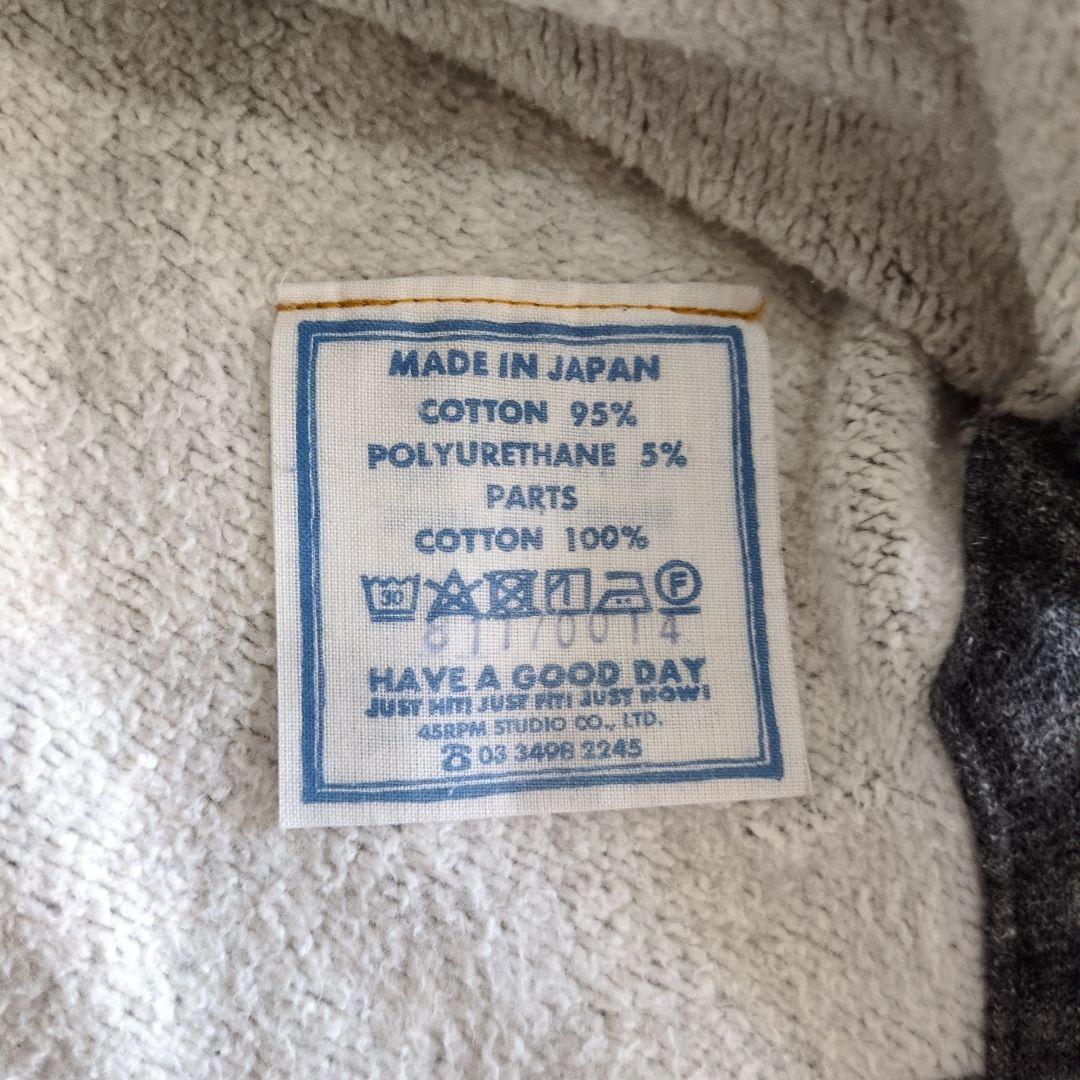 MADE IN JAPAN
COTTON 95%
POLYURETHANE 5%
PARTS
COTTON 100%
30 F
81170014
HAVE A GOOD DAY
JUST HIT! JUST FIT! JUST NOW!
45RPM STUDIO CO., LTD.
☎ 03 3498 2245